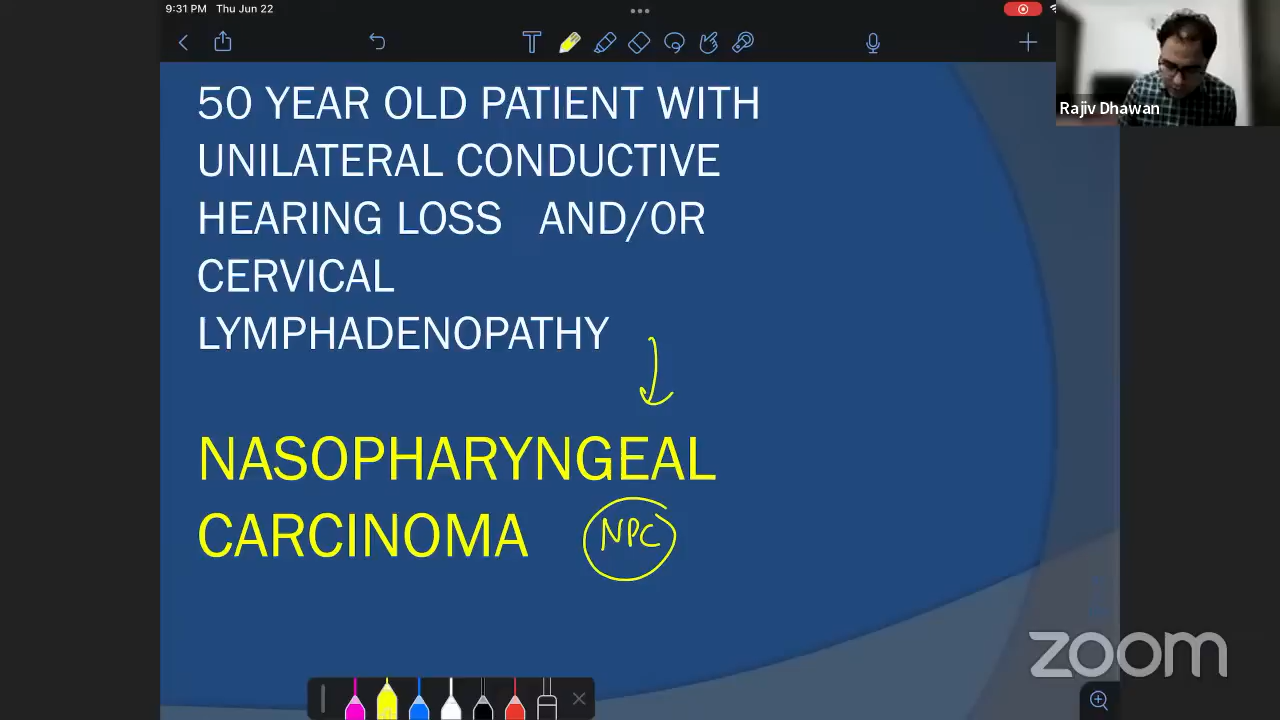 9:31 PM Thu Jun 22
Rajiv Dhawan
50 YEAR OLD PATIENT WITH
UNILATERAL CONDUCTIVE
HEARING LOSS AND/0R
CERVICAL
LYMPHADENOPATHY
NASOPHARYNGEAL
CARCINOMA NPC
zoom